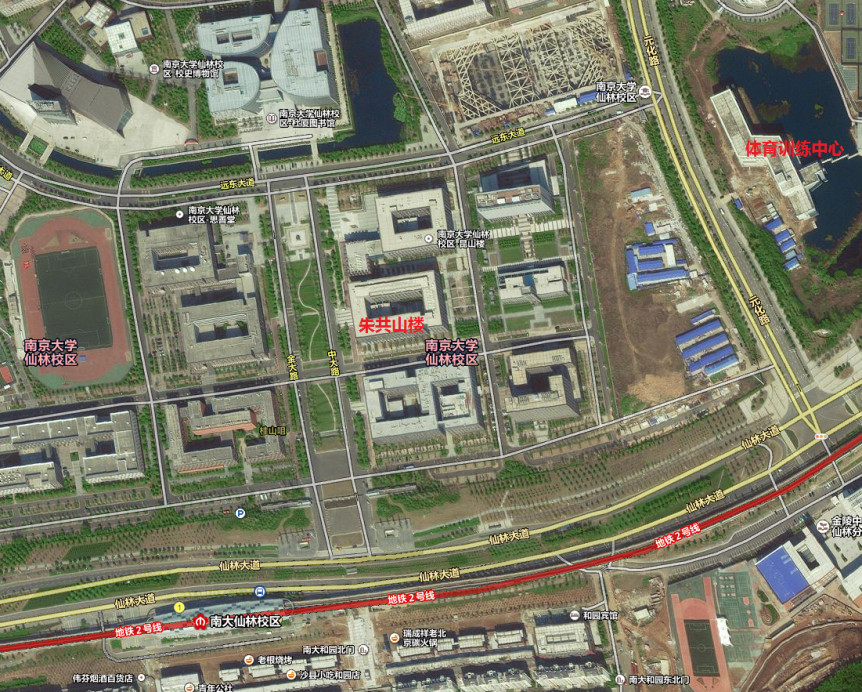 元化路
南京大学仙林校
区 校史博物馆
南京大学
仙林校区
南京大学仙林校
区-杜厦图书馆
远东大道
体育训练中心
大道
远东大道
南京大学仙林
校区-思善堂
南京大学仙林
校区-昆山楼
元化路
朱共山楼
南京大学
仙林校区
南京大学
仙林校区
金大路
中大路
仙林大道
P
仙林大道
地铁2号线
金陵中
仙林分
仙林大道
仙林大道
仙林大道
仙林大道
地铁2号线
南大仙林校区
地铁2号线
和园宾馆
瑞成祥老北
京碳火锅
南大和园北门
老根烧烤
沙县小吃和园店
伟芬烟酒百货店
青年公社
南大和园东北门